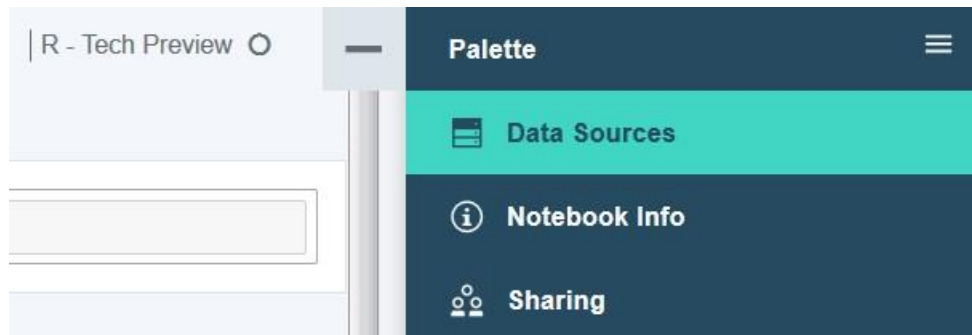 R - Tech Preview
Palette
Data Sources
Notebook Info
Sharing